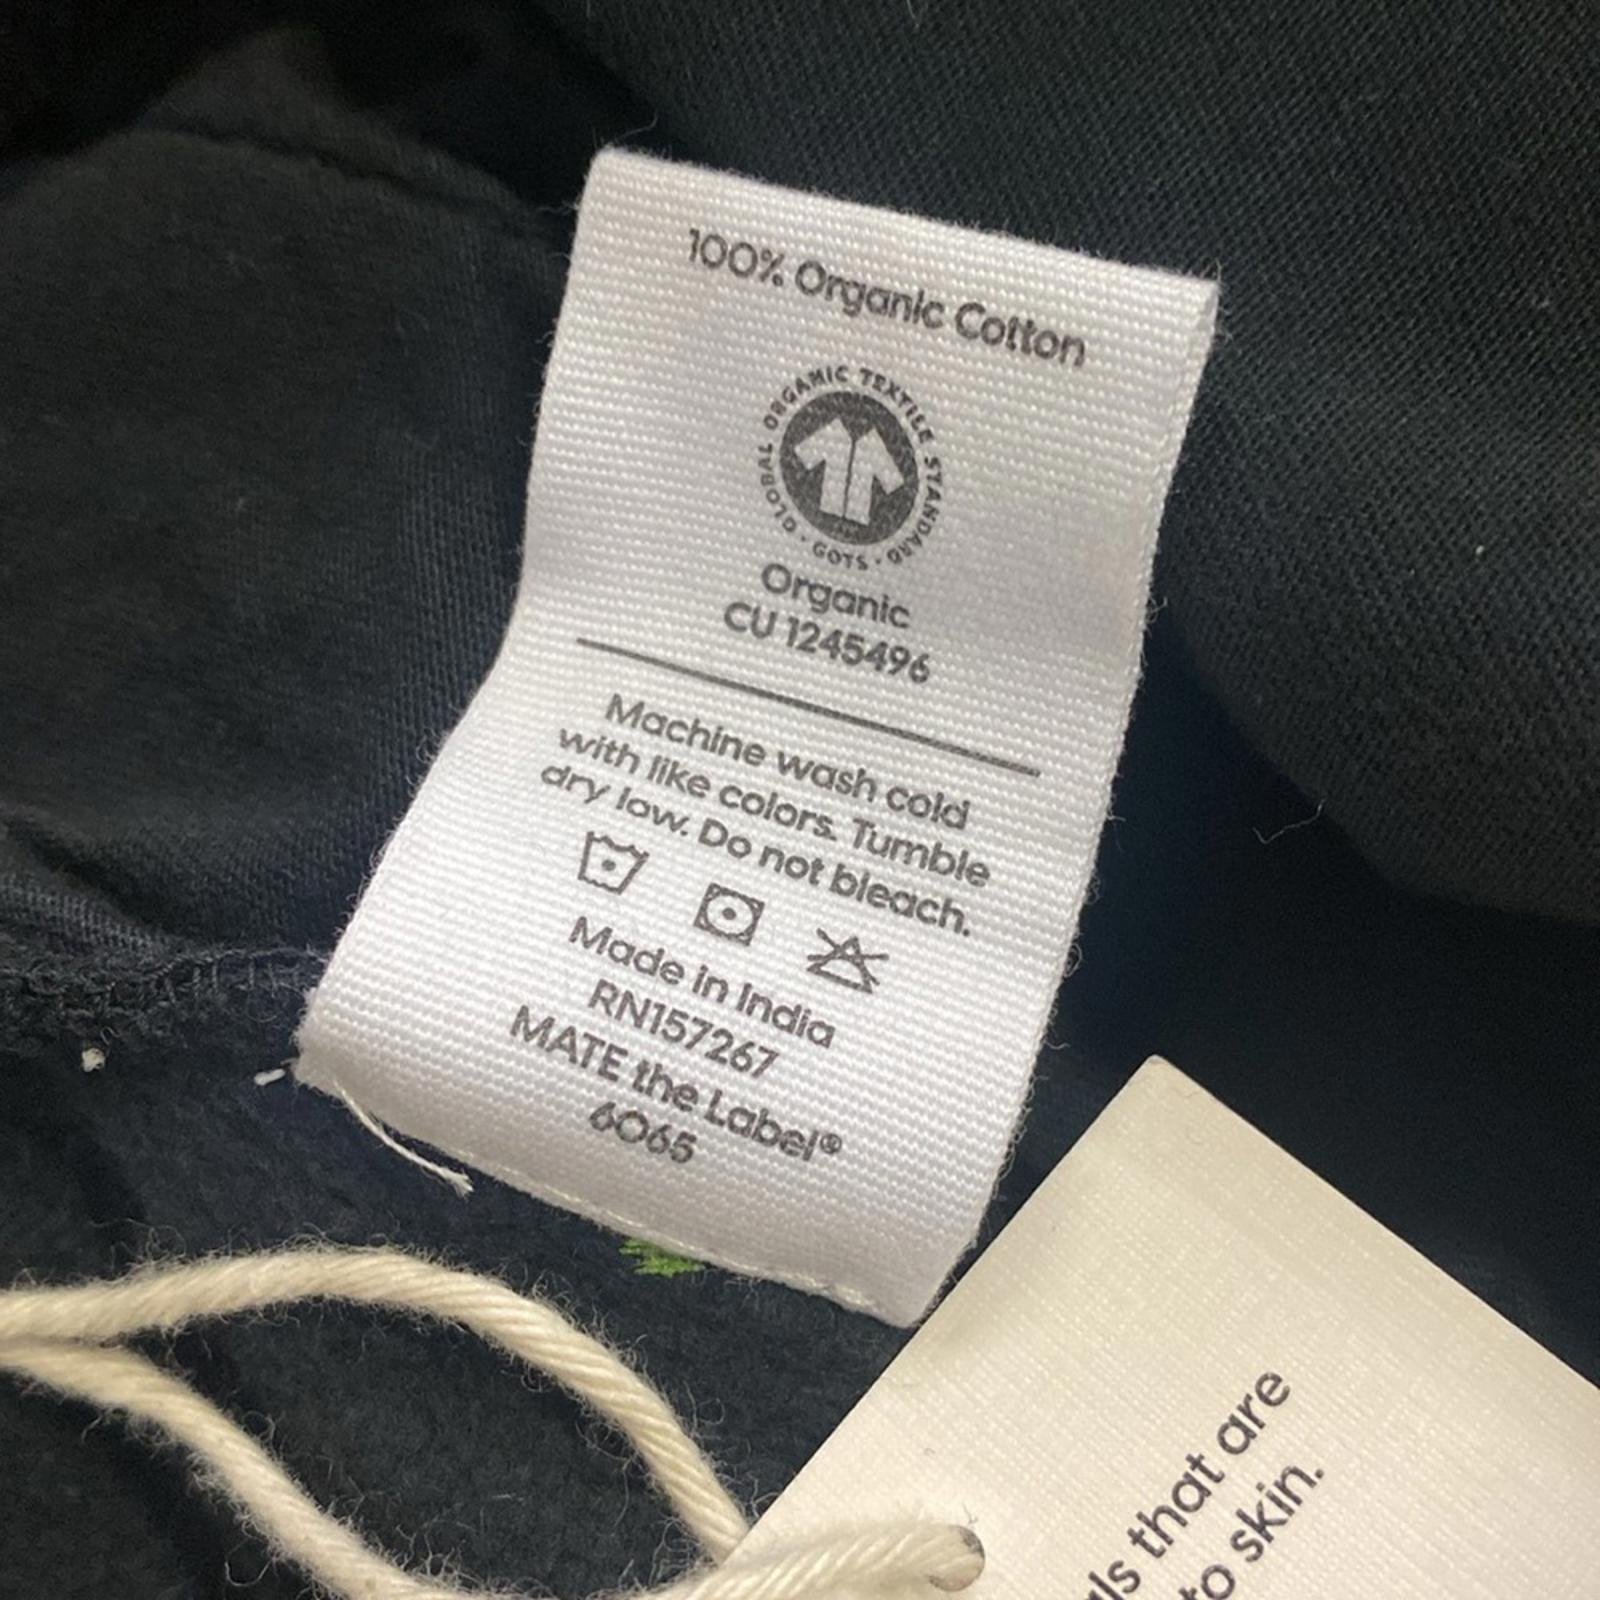 100% Organic Cotton
GLOBAL ORGANIC TEXTILE STANDARD · GOTS ·
Organic
CU 1245496
Machine wash cold
with like colors. Tumble
dry low. Do not bleach.
Made in India
RN157267
MATE the Label®
6065
that are
to skin.